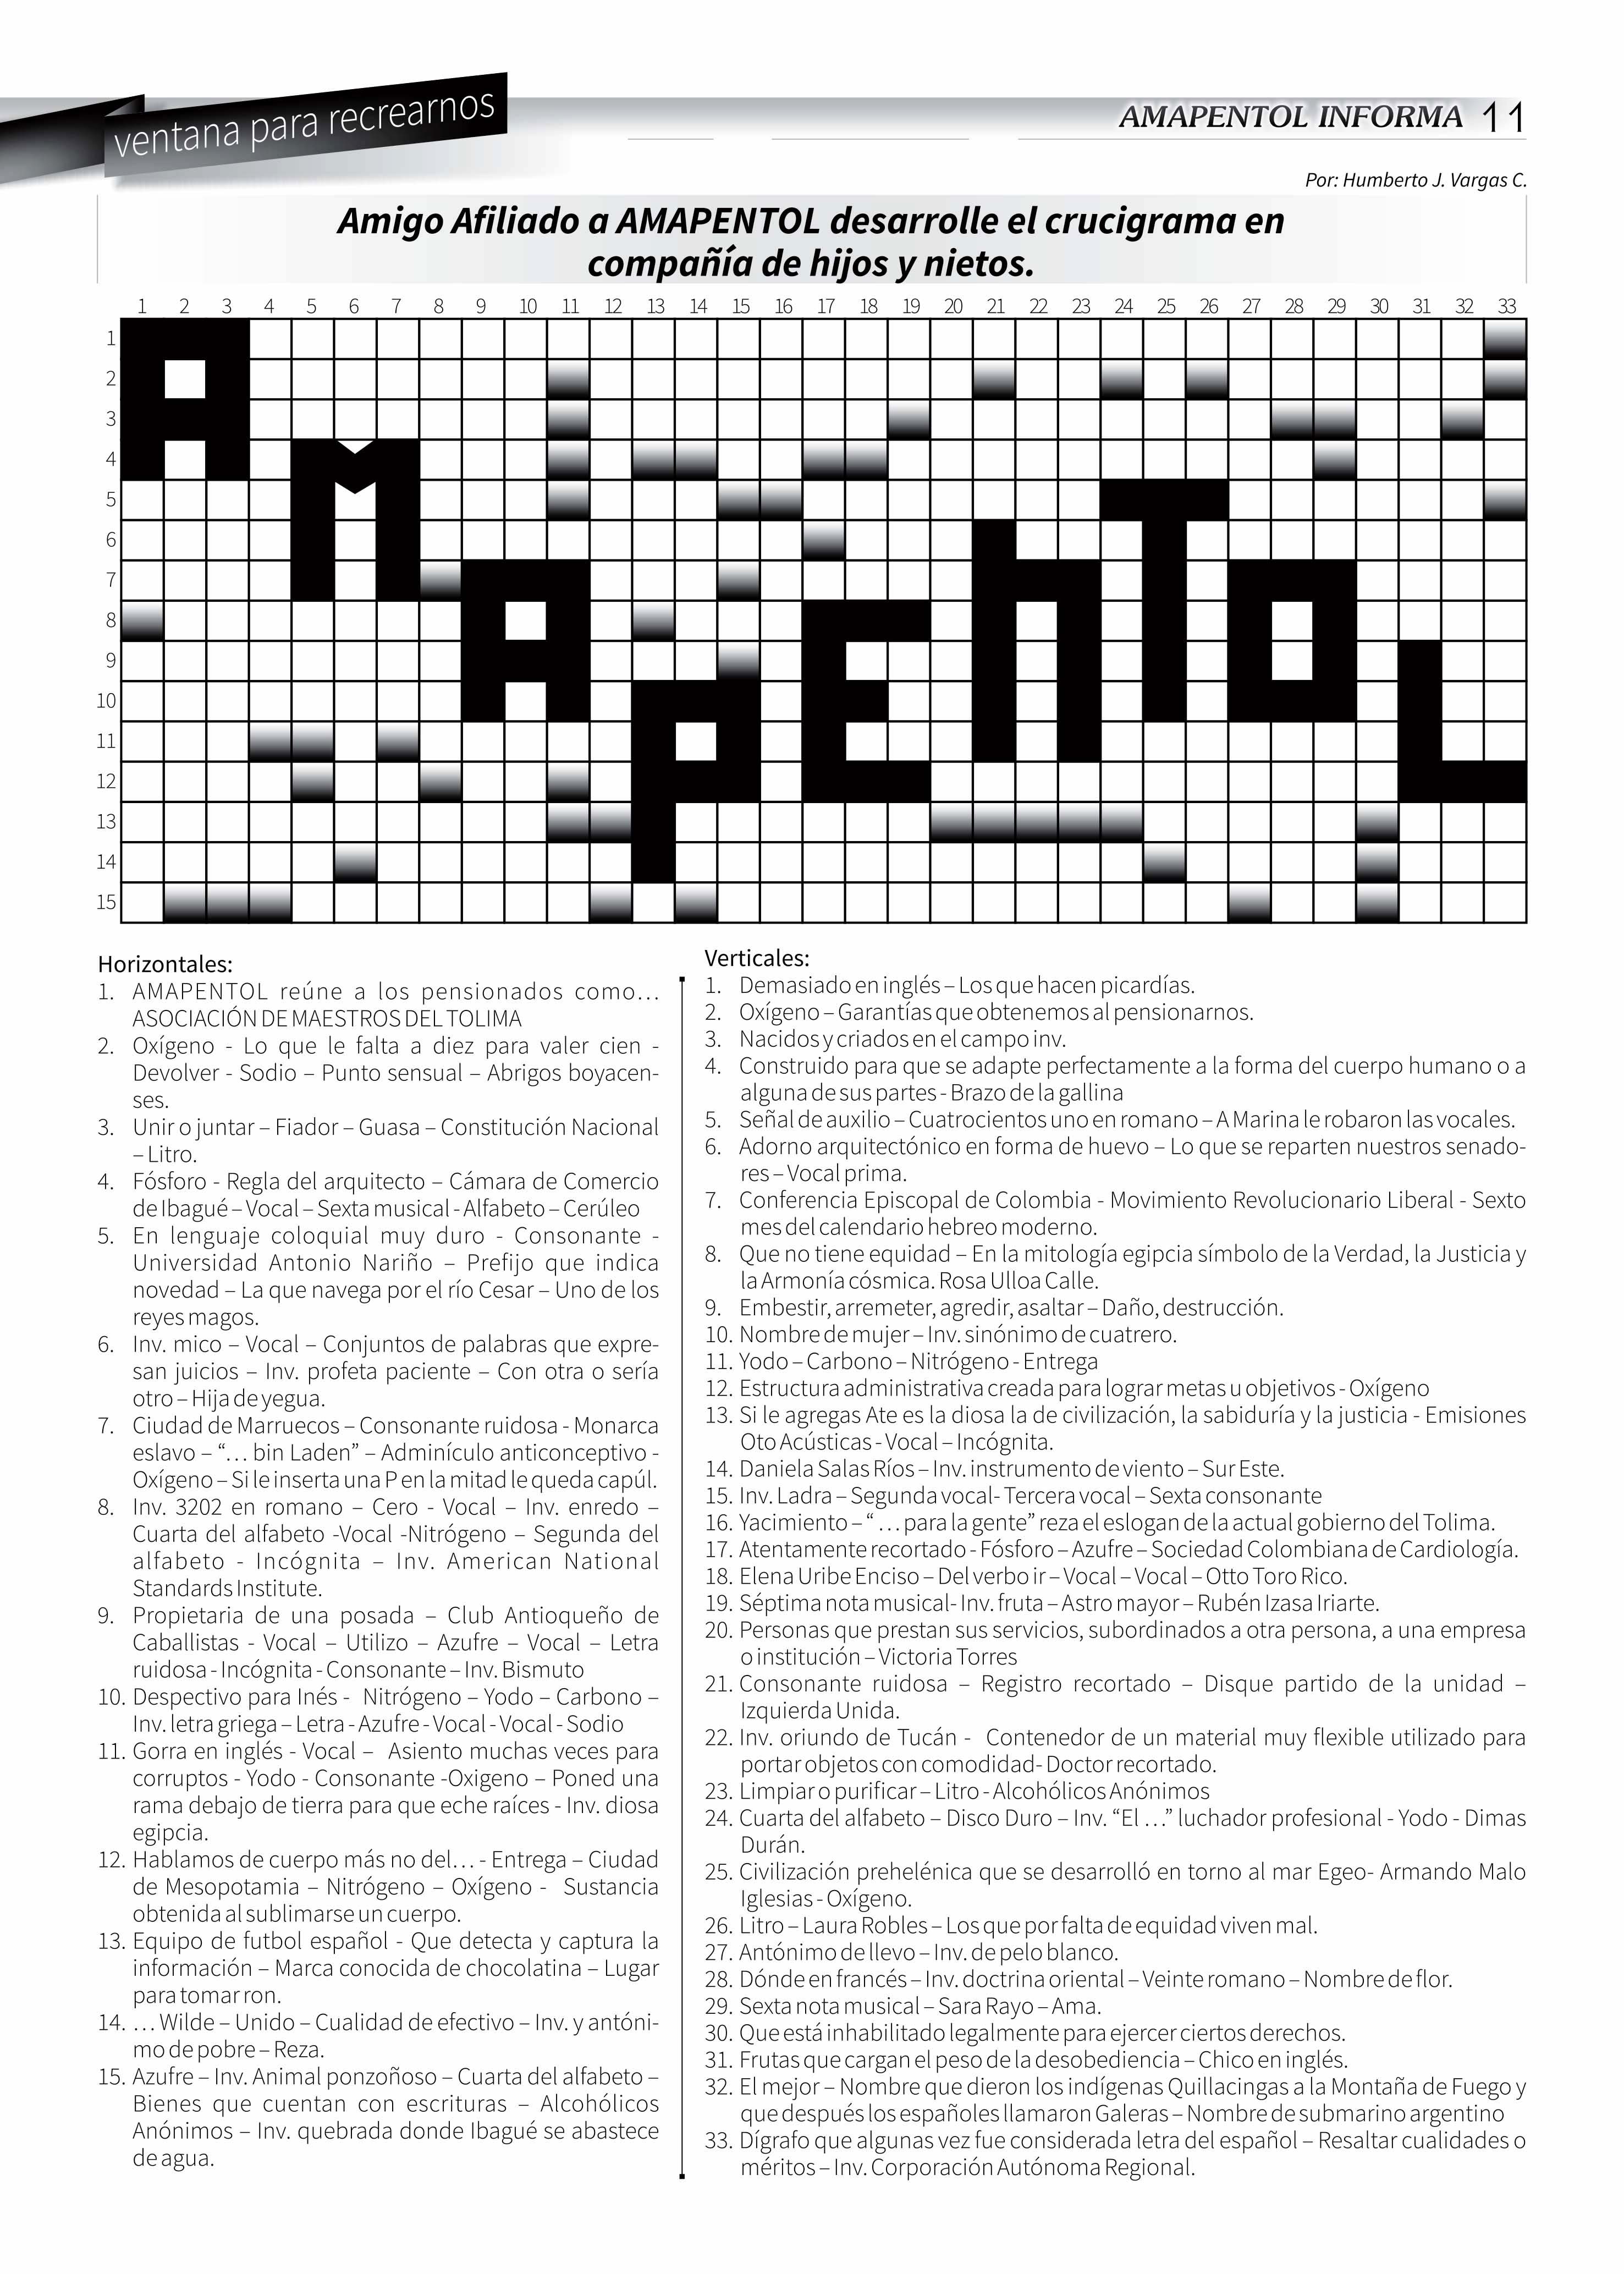 ventana para recrearnos
AMAPENTOL INFORMA 11
Por: Humberto J. Vargas C.
Amigo Afiliado a AMAPENTOL desarrolle el crucigrama en
compañía de hijos y nietos.
1 2 3 4 5 6 7 8 9 10 11 12 13 14 15 16 17 18 19 20 21 22 23 24 25 26 27 28 29 30 31 32 33
1
2
3
4
5
6
7
8
9
10
11
12
13
14
15
Horizontales:
1. AMAPENTOL reúne a los pensionados como…
ASOCIACIÓN DE MAESTROS DEL TOLIMA
2. Oxígeno - Lo que le falta a diez para valer cien -
Devolver - Sodio – Punto sensual – Abrigos boyacen-
ses.
3. Unir o juntar – Fiador – Guasa – Constitución Nacional
– Litro.
4. Fósforo - Regla del arquitecto – Cámara de Comercio
de Ibagué – Vocal – Sexta musical - Alfabeto – Cerúleo
5. En lenguaje coloquial muy duro - Consonante -
Universidad Antonio Nariño – Prefijo que indica
novedad – La que navega por el río Cesar – Uno de los
reyes magos.
6. Inv. mico – Vocal – Conjuntos de palabras que expre-
san juicios – Inv. profeta paciente – Con otra o sería
otro – Hija de yegua.
7. Ciudad de Marruecos – Consonante ruidosa - Monarca
eslavo – “… bin Laden” – Adminículo anticonceptivo -
Oxígeno – Si le inserta una P en la mitad le queda capúl.
8. Inv. 3202 en romano – Cero - Vocal – Inv. enredo –
Cuarta del alfabeto -Vocal -Nitrógeno – Segunda del
alfabeto - Incógnita – Inv. American National
Standards Institute.
9. Propietaria de una posada – Club Antioqueño de
Caballistas - Vocal – Utilizo – Azufre – Vocal – Letra
ruidosa - Incógnita - Consonante – Inv. Bismuto
10. Despectivo para Inés - Nitrógeno – Yodo – Carbono –
Inv. letra griega – Letra - Azufre - Vocal - Vocal - Sodio
11. Gorra en inglés - Vocal – Asiento muchas veces para
corruptos - Yodo - Consonante -Oxigeno – Poned una
rama debajo de tierra para que eche raíces - Inv. diosa
egipcia.
12. Hablamos de cuerpo más no del… - Entrega – Ciudad
de Mesopotamia – Nitrógeno – Oxígeno - Sustancia
obtenida al sublimarse un cuerpo.
13. Equipo de futbol español - Que detecta y captura la
información – Marca conocida de chocolatina – Lugar
para tomar ron.
14. … Wilde – Unido – Cualidad de efectivo – Inv. y antóni-
mo de pobre – Reza.
15. Azufre – Inv. Animal ponzoñoso – Cuarta del alfabeto –
Bienes que cuentan con escrituras – Alcohólicos
Anónimos – Inv. quebrada donde Ibagué se abastece
de agua.
Verticales:
1. Demasiado en inglés – Los que hacen picardías.
2. Oxígeno – Garantías que obtenemos al pensionarnos.
3. Nacidos y criados en el campo inv.
4. Construido para que se adapte perfectamente a la forma del cuerpo humano o a
alguna de sus partes - Brazo de la gallina
5. Señal de auxilio – Cuatrocientos uno en romano – A Marina le robaron las vocales.
6. Adorno arquitectónico en forma de huevo – Lo que se reparten nuestros senado-
res – Vocal prima.
7. Conferencia Episcopal de Colombia - Movimiento Revolucionario Liberal - Sexto
mes del calendario hebreo moderno.
8. Que no tiene equidad – En la mitología egipcia símbolo de la Verdad, la Justicia y
la Armonía cósmica. Rosa Ulloa Calle.
9. Embestir, arremeter, agredir, asaltar – Daño, destrucción.
10. Nombre de mujer – Inv. sinónimo de cuatrero.
11. Yodo – Carbono – Nitrógeno - Entrega
12. Estructura administrativa creada para lograr metas u objetivos - Oxígeno
13. Si le agregas Ate es la diosa la de civilización, la sabiduría y la justicia - Emisiones
Oto Acústicas - Vocal – Incógnita.
14. Daniela Salas Ríos – Inv. instrumento de viento – Sur Este.
15. Inv. Ladra – Segunda vocal- Tercera vocal – Sexta consonante
16. Yacimiento – “ … para la gente” reza el eslogan de la actual gobierno del Tolima.
17. Atentamente recortado - Fósforo – Azufre – Sociedad Colombiana de Cardiología.
18. Elena Uribe Enciso – Del verbo ir – Vocal – Vocal – Otto Toro Rico.
19. Séptima nota musical- Inv. fruta – Astro mayor – Rubén Izasa Iriarte.
20. Personas que prestan sus servicios, subordinados a otra persona, a una empresa
o institución – Victoria Torres
21. Consonante ruidosa – Registro recortado – Disque partido de la unidad –
Izquierda Unida.
22. Inv. oriundo de Tucán - Contenedor de un material muy flexible utilizado para
portar objetos con comodidad- Doctor recortado.
23. Limpiar o purificar – Litro - Alcohólicos Anónimos
24. Cuarta del alfabeto – Disco Duro – Inv. “El …” luchador profesional - Yodo - Dimas
Durán.
25. Civilización prehelénica que se desarrolló en torno al mar Egeo- Armando Malo
Iglesias - Oxígeno.
26. Litro – Laura Robles – Los que por falta de equidad viven mal.
27. Antónimo de llevo – Inv. de pelo blanco.
28. Dónde en francés – Inv. doctrina oriental – Veinte romano – Nombre de flor.
29. Sexta nota musical – Sara Rayo – Ama.
30. Que está inhabilitado legalmente para ejercer ciertos derechos.
31. Frutas que cargan el peso de la desobediencia – Chico en inglés.
32. El mejor – Nombre que dieron los indígenas Quillacingas a la Montaña de Fuego y
que después los españoles llamaron Galeras – Nombre de submarino argentino
33. Dígrafo que algunas vez fue considerada letra del español – Resaltar cualidades o
méritos – Inv. Corporación Autónoma Regional.